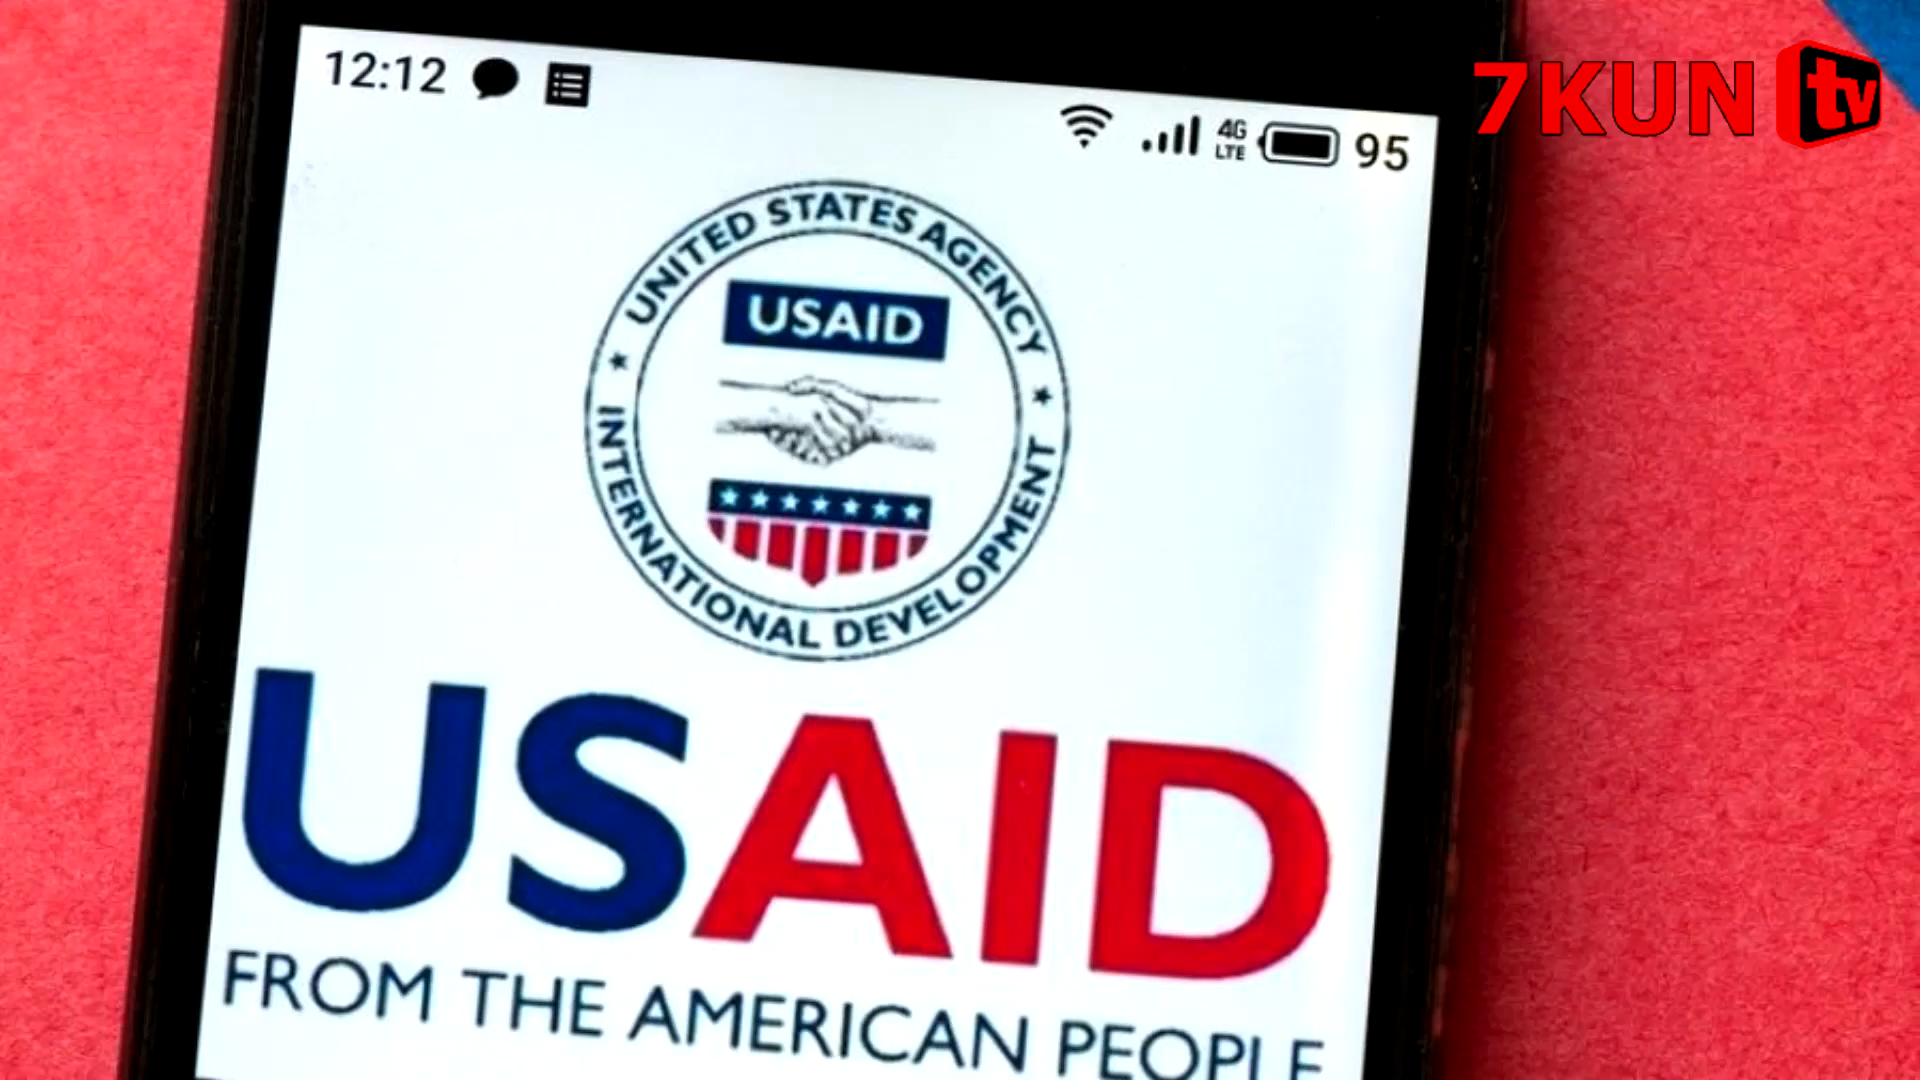 12:12
4G
LTE
95
7KUN tv
UNITED STATES AGENCY
INTERNATIONAL DEVELOPMENT
USAID
USAID
FROM THE AMERICAN PEOPLE